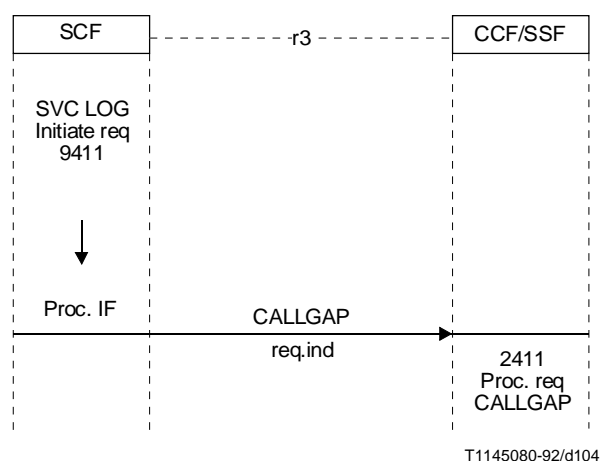 SCF
r3
CCF/SSF
SVC LOG
Initiate req
9411
Proc. IF
CALLGAP
req.ind
2411
Proc. req
CALLGAP
T1145080-92/d104